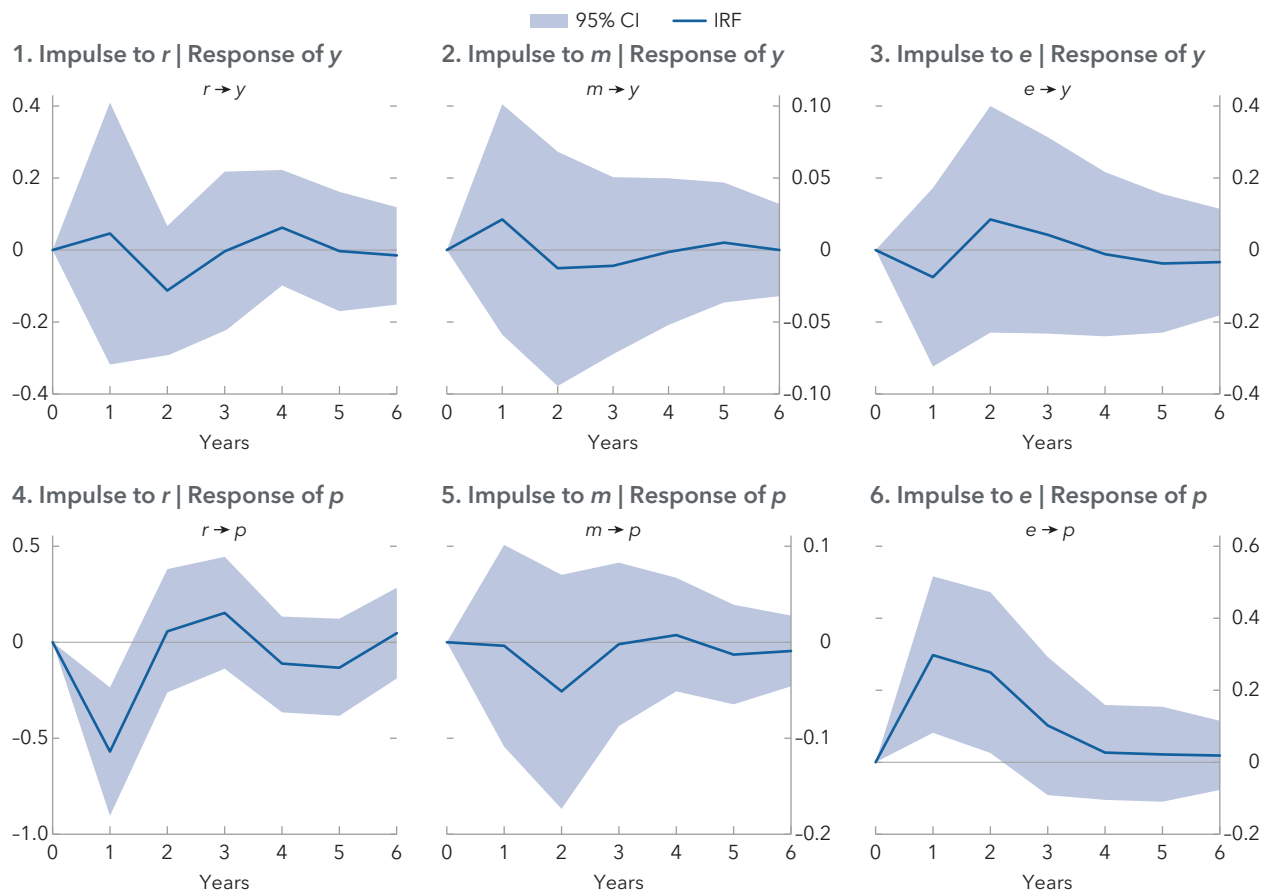 95% CI IRF
1. Impulse to r | Response of y
r → y
0.4
0.2
0
–0.2
–0.4
0 1 2 3 4 5 6
Years
2. Impulse to m | Response of y
m → y
0.10
0.05
0
–0.05
–0.10
0 1 2 3 4 5 6
Years
3. Impulse to e | Response of y
e → y
0.4
0.2
0
–0.2
–0.4
0 1 2 3 4 5 6
Years
4. Impulse to r | Response of p
r → p
0.5
0
–0.5
–1.0
0 1 2 3 4 5 6
Years
5. Impulse to m | Response of p
m → p
0.1
0
–0.1
–0.2
0 1 2 3 4 5 6
Years
6. Impulse to e | Response of p
e → p
0.6
0.4
0.2
0
–0.2
0 1 2 3 4 5 6
Years